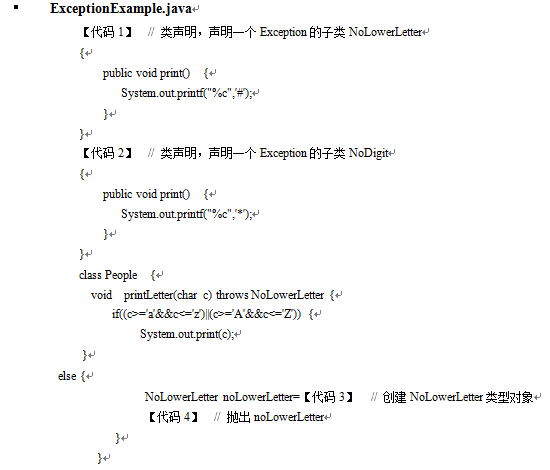 ▪ ExceptionExample.java↵
【代码1】 // 类声明，声明一个 Exception 的子类 NoLowerLetter↵
{↵
public void print() {↵
System.out.printf("%c",'#');↵
}↵
}↵
【代码2】 // 类声明，声明一个 Exception 的子类 NoDigit↵
{↵
public void print() {↵
System.out.printf("%c",'*');↵
}↵
}↵
class People {↵
void printLetter(char c) throws NoLowerLetter {↵
if((c>='a'&&c<='z')||(c>='A'&&c<='Z')) {↵
System.out.print(c);↵
}↵
else {↵
NoLowerLetter noLowerLetter=【代码3】 // 创建 NoLowerLetter 类型对象↵
【代码4】 // 抛出 noLowerLetter↵
}↵
}↵